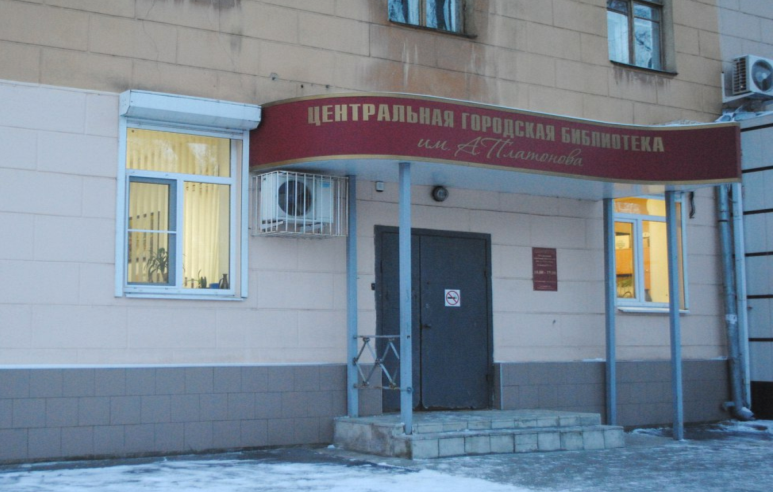 ЦЕНТРАЛЬНАЯ ГОРОДСКАЯ БИБЛИОТЕКА
им. А Платонова